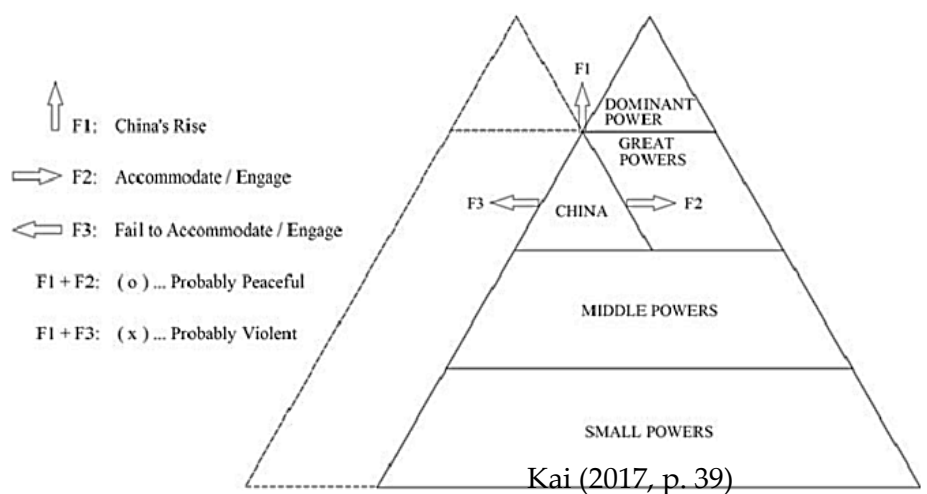 F1: China's Rise
F2: Accommodate / Engage
F3: Fail to Accommodate / Engage
F1 + F2: ( o ) ... Probably Peaceful
F1 + F3: ( x ) ... Probably Violent
F1
DOMINANT
POWER
GREAT
POWERS
F3
CHINA
F2
MIDDLE POWERS
SMALL POWERS
Kai (2017, p. 39)